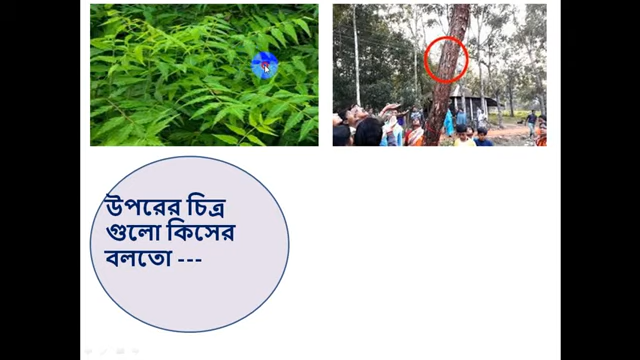 উপরের চিত্র
গুলো কিসের
বলতো ---